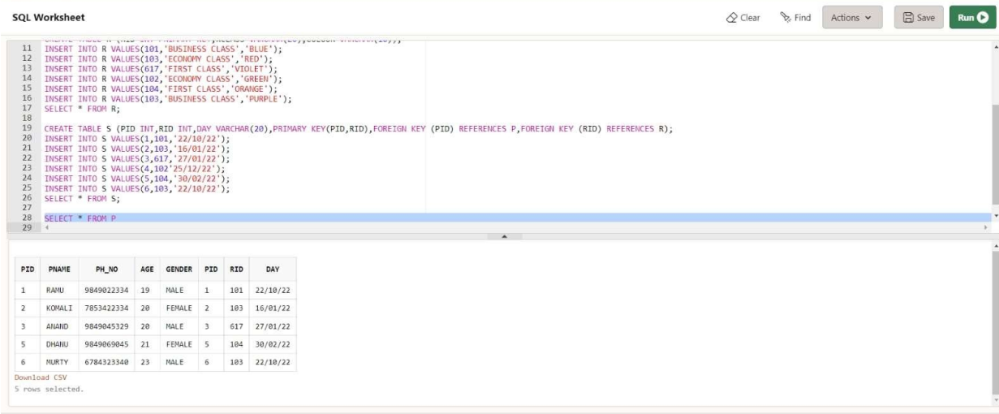 SQL Worksheet
Clear Find Actions Save Run
11 INSERT INTO R VALUES(101,'BUSINESS CLASS','BLUE');
12 INSERT INTO R VALUES(103,'ECONOMY CLASS','RED');
13 INSERT INTO R VALUES(617,'FIRST CLASS','VIOLET');
14 INSERT INTO R VALUES(102,'ECONOMY CLASS','GREEN');
15 INSERT INTO R VALUES(104,'FIRST CLASS','ORANGE');
16 INSERT INTO R VALUES(103,'BUSINESS CLASS','PURPLE');
17 SELECT * FROM R;
18
19 CREATE TABLE S (PID INT,RID INT,DAY VARCHAR(20),PRIMARY KEY(PID,RID),FOREIGN KEY (PID) REFERENCES P,FOREIGN KEY (RID) REFERENCES R);
20 INSERT INTO S VALUES(1,101,'22/10/22');
21 INSERT INTO S VALUES(2,103,'16/01/22');
22 INSERT INTO S VALUES(3,617,'27/01/22');
23 INSERT INTO S VALUES(4,102'25/12/22');
24 INSERT INTO S VALUES(5,104,'30/02/22');
25 INSERT INTO S VALUES(6,103,'22/10/22');
26 SELECT * FROM S;
27
28 SELECT * FROM P
29
PID PNAME PH_NO AGE GENDER PID RID DAY
1 RAMU 9849022334 19 MALE 1 101 22/10/22
2 KOMALI 7853422334 20 FEMALE 2 103 16/01/22
3 ANAND 9849045329 20 MALE 3 617 27/01/22
5 DHANU 9849069045 21 FEMALE 5 104 30/02/22
6 MURTY 6784323340 23 MALE 6 103 22/10/22
Download CSV
5 rows selected.